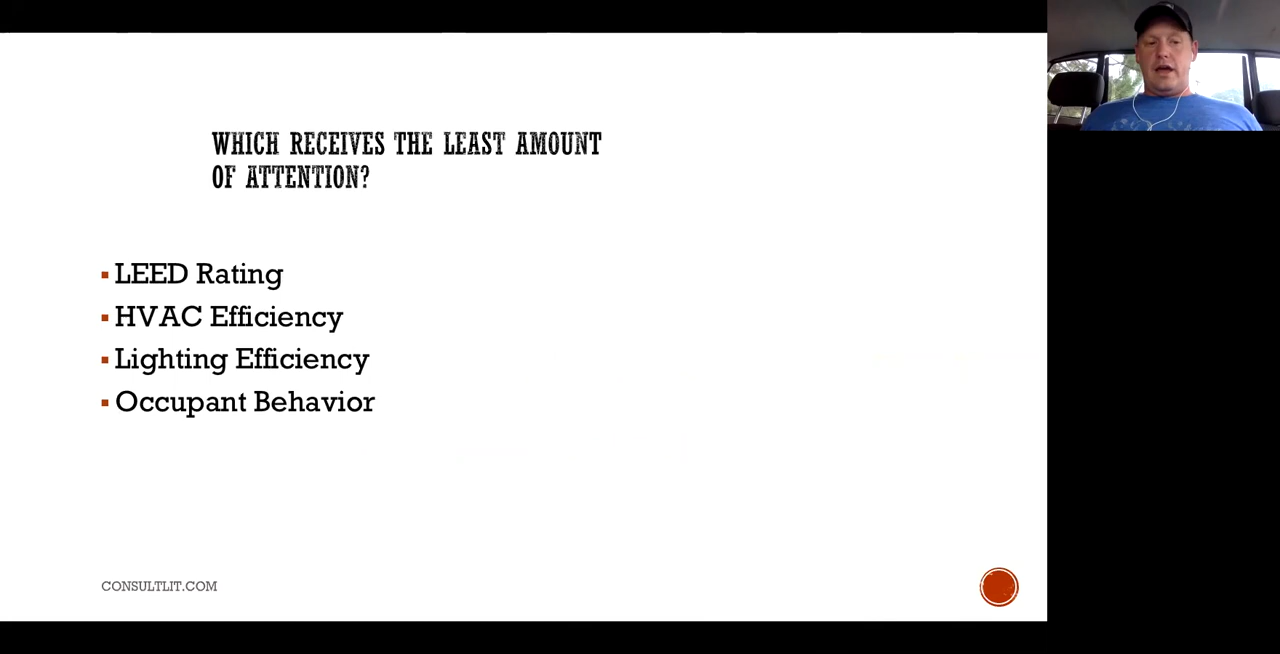 WHICH RECEIVES THE LEAST AMOUNT
OF ATTENTION?
LEED Rating
HVAC Efficiency
Lighting Efficiency
Occupant Behavior
CONSULTLIT.COM